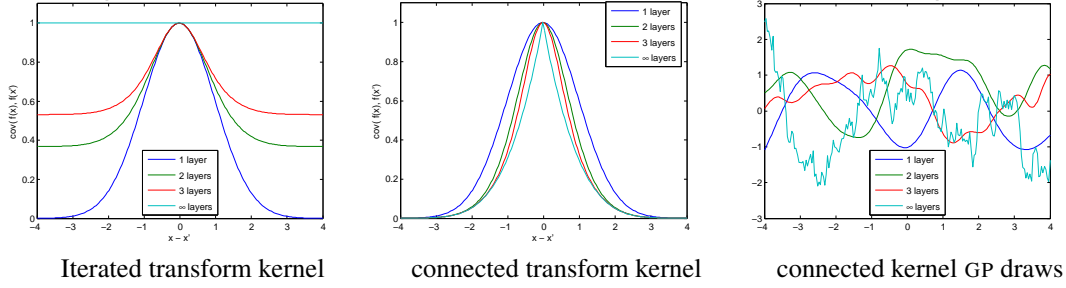 1
0.8
0.6
0.4
0.2
0
cov( f(x), f(x')
−4 −3 −2 −1 0 1 2 3 4
x − x'
1 layer
2 layers
3 layers
∞ layers
Iterated transform kernel
1
0.8
0.6
0.4
0.2
0
cov( f(x), f(x')
−4 −3 −2 −1 0 1 2 3 4
x − x'
1 layer
2 layers
3 layers
∞ layers
connected transform kernel
3
2
1
0
−1
−2
−3
−4 −3 −2 −1 0 1 2 3 4
1 layer
2 layers
3 layers
∞ layers
connected kernel GP draws